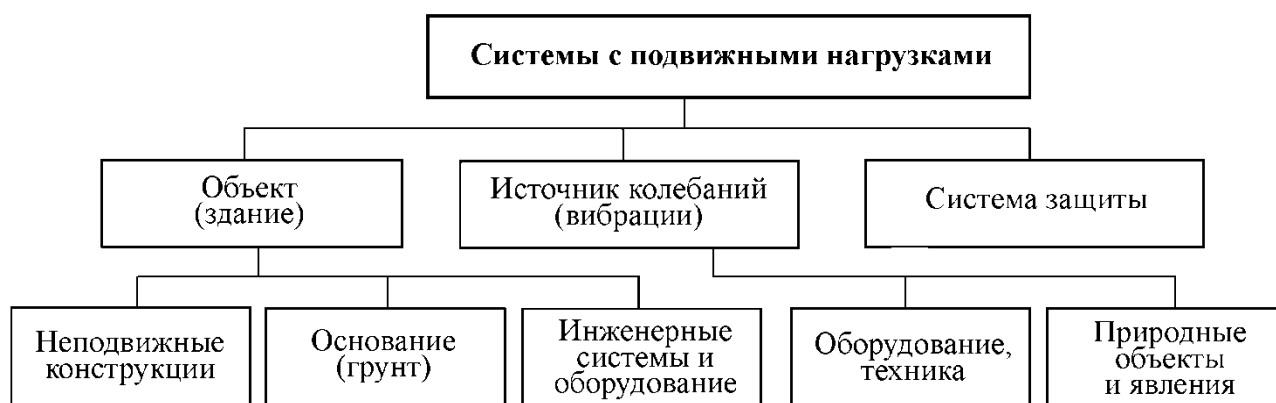 Системы с подвижными нагрузками
Объект
(здание)
Источник колебаний
(вибрации)
Система защиты
Неподвижные
конструкции
Основание
(грунт)
Инженерные
системы и
оборудование
Оборудование,
техника
Природные
объекты
и явления